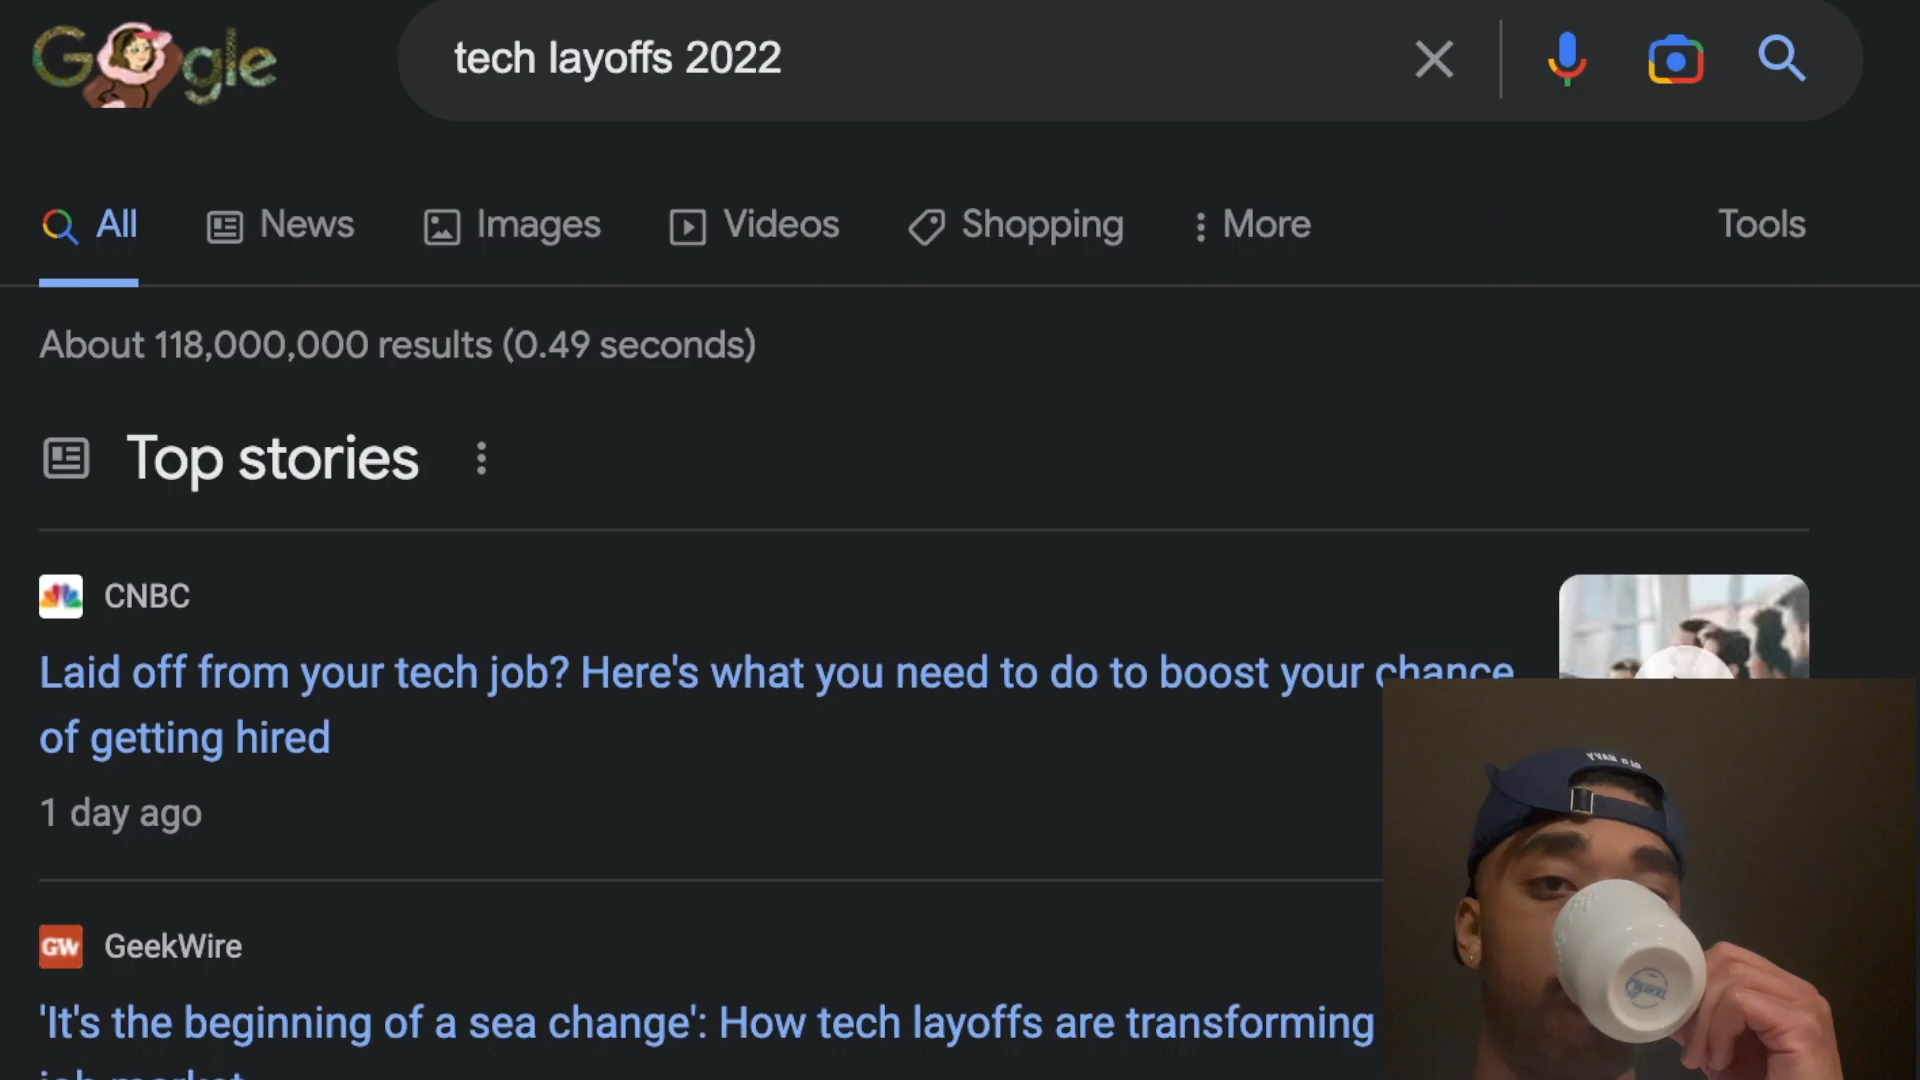 Google
tech layoffs 2022
All News Images Videos Shopping More Tools
About 118,000,000 results (0.49 seconds)
Top stories
CNBC
Laid off from your tech job? Here's what you need to do to boost your chance
of getting hired
1 day ago
GW GeekWire
'It's the beginning of a sea change': How tech layoffs are transforming
job market